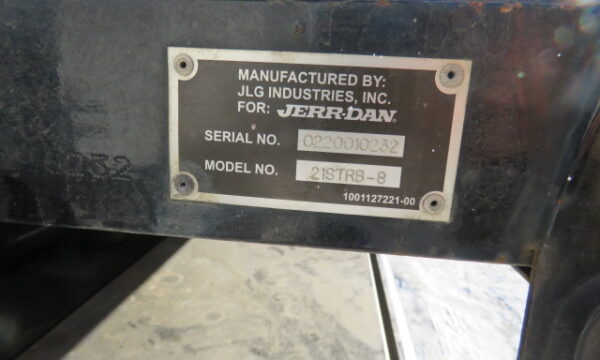 MANUFACTURED BY:
JLG INDUSTRIES, INC.
FOR: JERR-DAN.
SERIAL NO. 0220010232
MODEL NO. 21STRB-8
1001127221-00